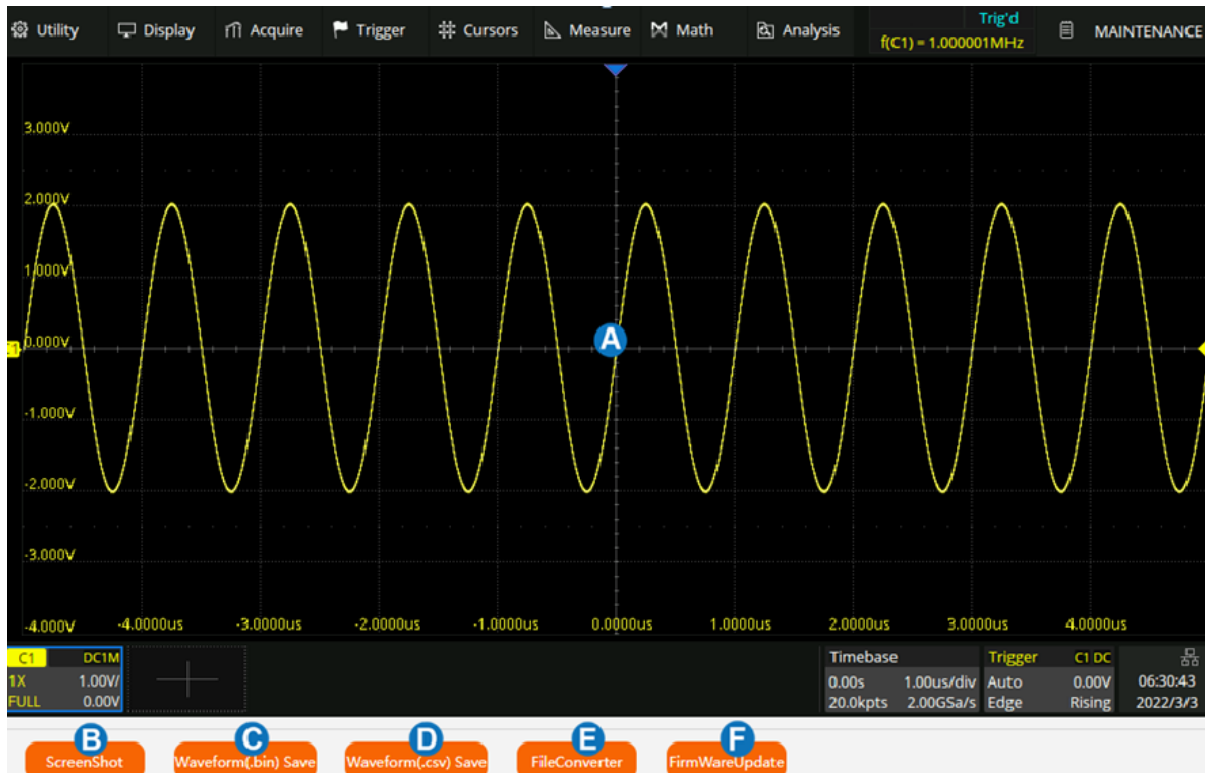 Utility Display Acquire Trigger Cursors Measure Math Analysis Trig'd f(C1) = 1.000001MHz MAINTENANCE
3.000V
2.000V
1.000V
A
C1 0.000V
-1.000V
-2.000V
-3.000V
-4.000V -4.0000us -3.0000us -2.0000us -1.0000us 0.0000us 1.0000us 2.0000us 3.0000us 4.0000us
C1 DC1M Timebase Trigger C1 DC
1X 1.00V/ 0.00s 1.00us/div Auto 0.00V 06:30:43
FULL 0.00V 20.0kpts 2.00GSa/s Edge Rising 2022/3/3
B C D E F
ScreenShot Waveform(.bin) Save Waveform(.csv) Save FileConverter FirmWareUpdate